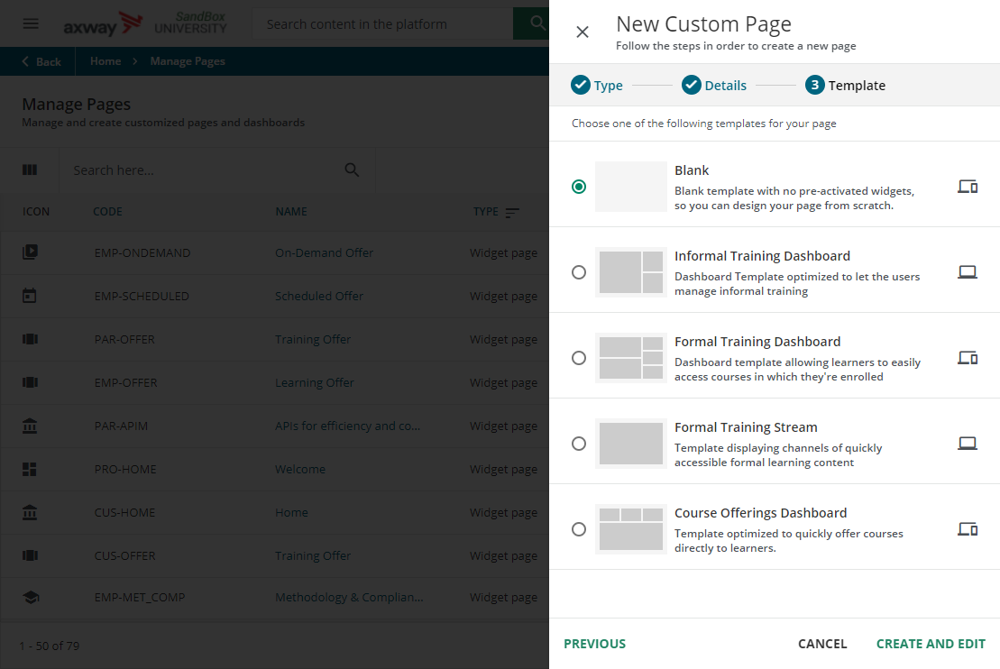 axway SandBox UNIVERSITY
Search content in the platform
Back Home Manage Pages
Manage Pages
Manage and create customized pages and dashboards
Search here...
ICON CODE NAME TYPE
EMP-ONDEMAND On-Demand Offer Widget page
EMP-SCHEDULED Scheduled Offer Widget page
PAR-OFFER Training Offer Widget page
EMP-OFFER Learning Offer Widget page
PAR-APIM APIs for efficiency and co... Widget page
PRO-HOME Welcome Widget page
CUS-HOME Home Widget page
CUS-OFFER Training Offer Widget page
EMP-MET_COMP Methodology & Complian... Widget page
1 - 50 of 79
New Custom Page
Follow the steps in order to create a new page
Type Details 3 Template
Choose one of the following templates for your page
Blank
Blank template with no pre-activated widgets,
so you can design your page from scratch.
Informal Training Dashboard
Dashboard Template optimized to let the users
manage informal training
Formal Training Dashboard
Dashboard template allowing learners to easily
access courses in which they're enrolled
Formal Training Stream
Template displaying channels of quickly
accessible formal learning content
Course Offerings Dashboard
Template optimized to quickly offer courses
directly to learners.
PREVIOUS CANCEL CREATE AND EDIT